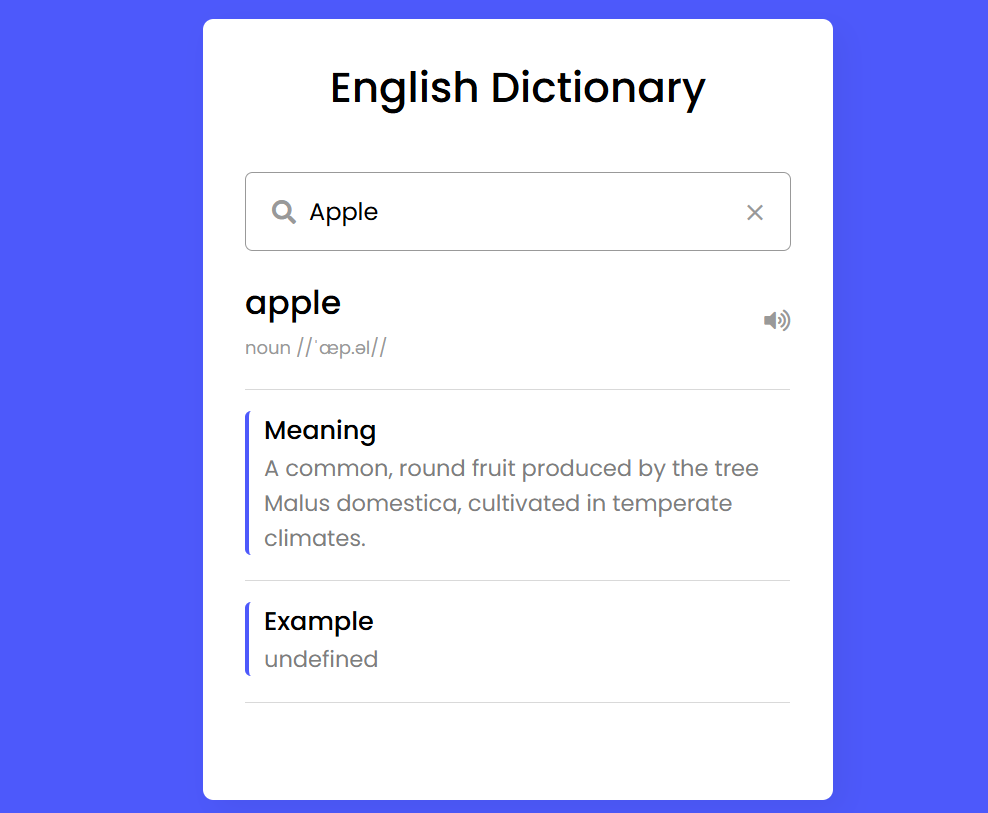 English Dictionary
Apple
apple
noun //ˈæp.əl//
Meaning
A common, round fruit produced by the tree
Malus domestica, cultivated in temperate
climates.
Example
undefined